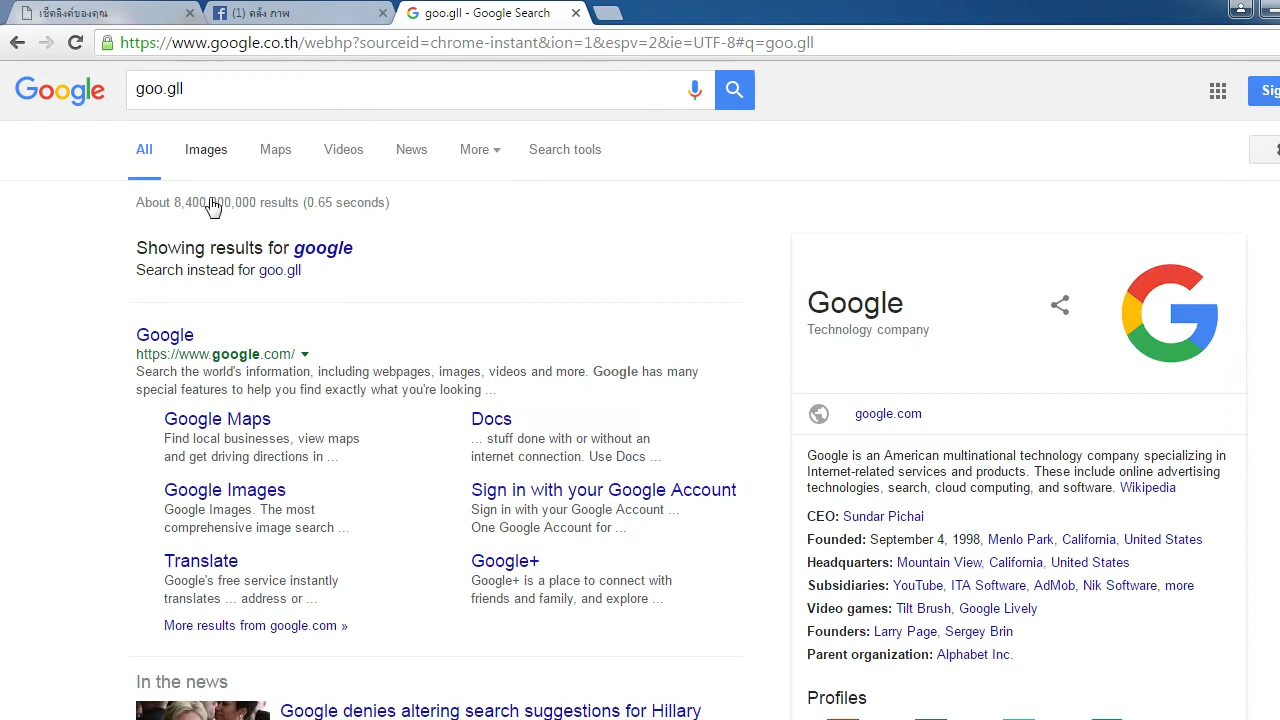 เช็คลิงต์ของคุณ
(1) คลัง ภาพ
goo.gll - Google Search
https://www.google.co.th/webhp?sourceid=chrome-instant&ion=1&espv=2&ie=UTF-8#q=goo.gll
Google
goo.gll
All Images Maps Videos News More Search tools
About 8,400,000,000 results (0.65 seconds)
Showing results for google
Search instead for goo.gll
Google
https://www.google.com/
Search the world's information, including webpages, images, videos and more. Google has many
special features to help you find exactly what you're looking ...
Google Maps
Find local businesses, view maps
and get driving directions in ...
Docs
... stuff done with or without an
internet connection. Use Docs ...
Google Images
Google Images. The most
comprehensive image search ...
Sign in with your Google Account
Sign in with your Google Account ...
One Google Account for ...
Translate
Google's free service instantly
translates ... address or ...
Google+
Google+ is a place to connect with
friends and family, and explore ...
More results from google.com »
In the news
Google denies altering search suggestions for Hillary
Google
Technology company
google.com
Google is an American multinational technology company specializing in
Internet-related services and products. These include online advertising
technologies, search, cloud computing, and software. Wikipedia
CEO: Sundar Pichai
Founded: September 4, 1998, Menlo Park, California, United States
Headquarters: Mountain View, California, United States
Subsidiaries: YouTube, ITA Software, AdMob, Nik Software, more
Video games: Tilt Brush, Google Lively
Founders: Larry Page, Sergey Brin
Parent organization: Alphabet Inc.
Profiles